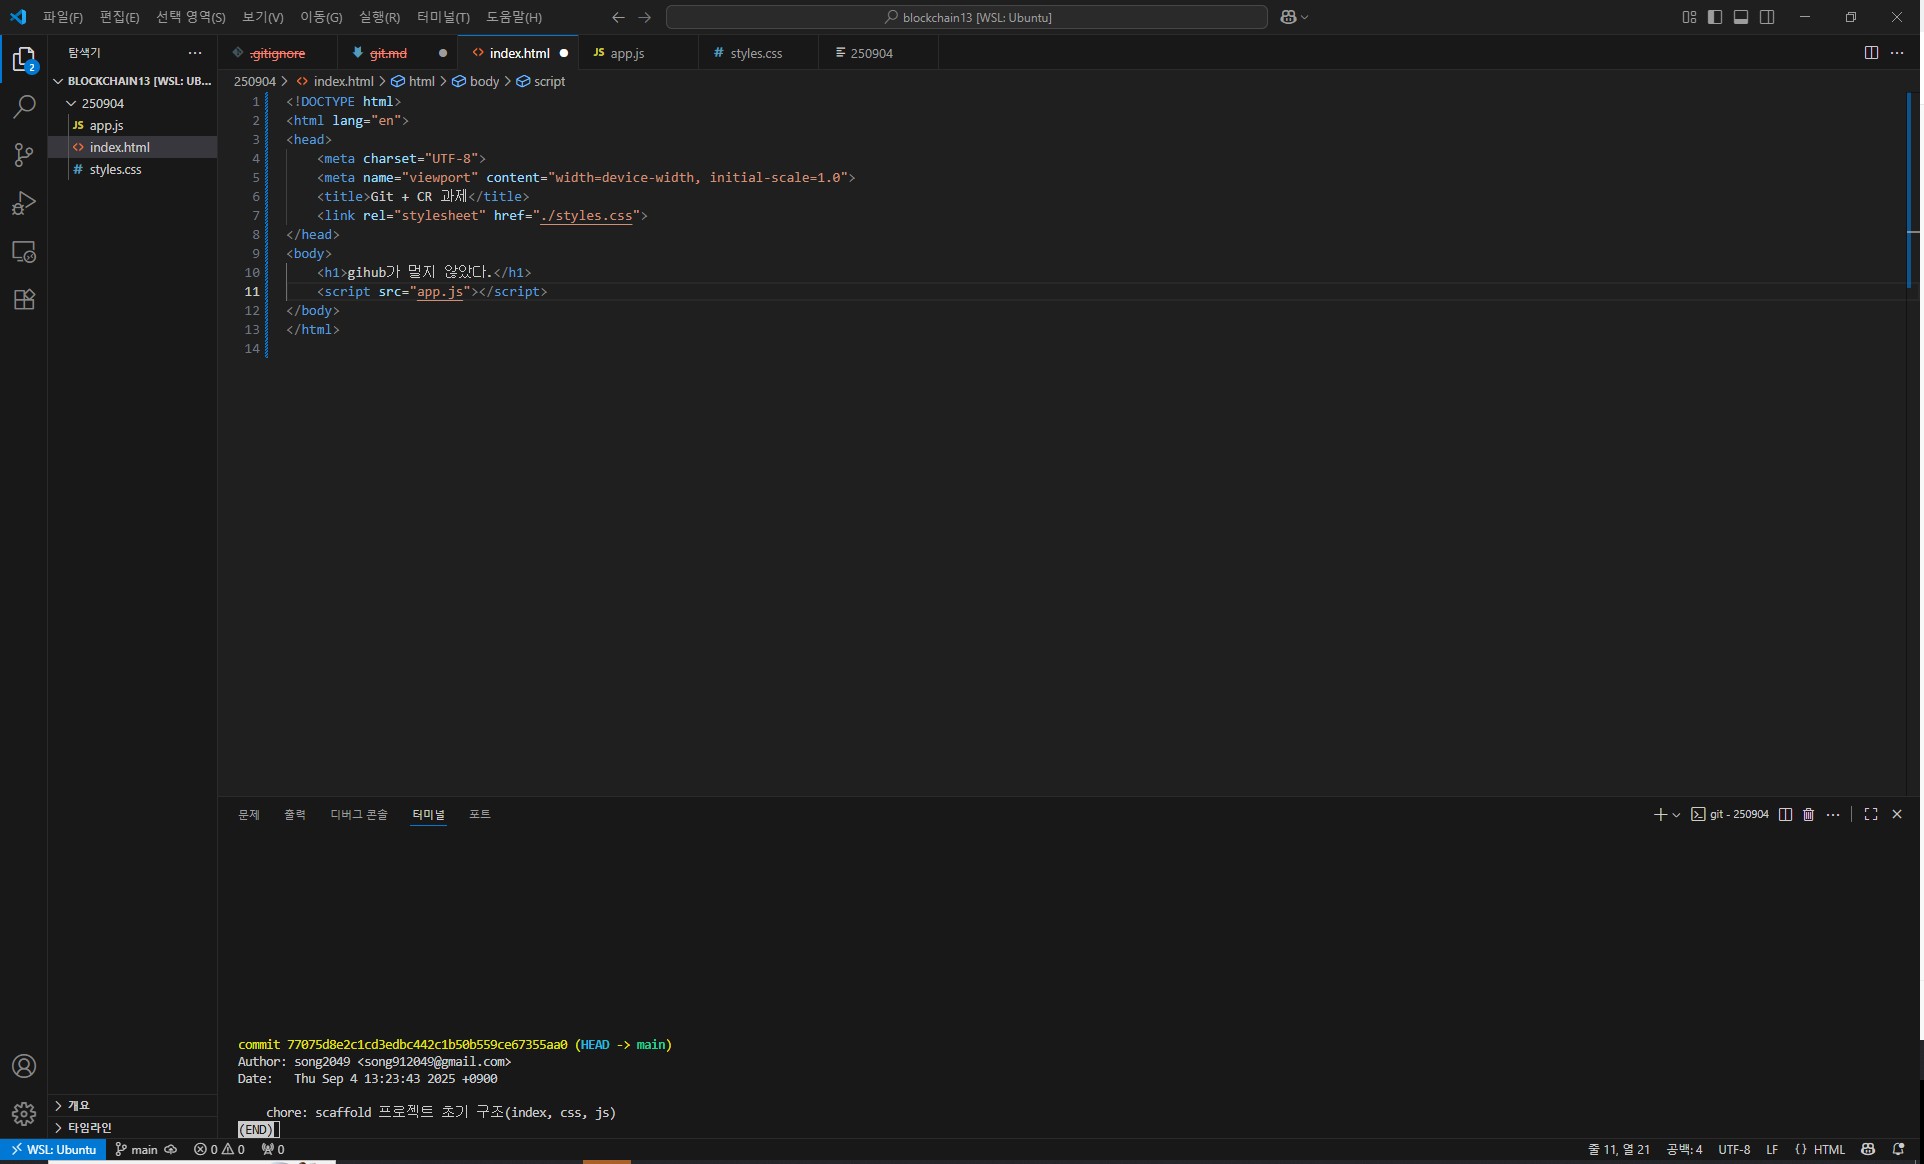 파일(F) 편집(E) 선택 영역(S) 보기(V) 이동(G) 실행(R) 터미널(T) 도움말(H)
blockchain13 [WSL: Ubuntu]
2
탐색기
BLOCKCHAIN13 [WSL: UB...
250904
JS app.js
index.html
# styles.css
개요
타임라인
.gitignore
git.md
index.html
JS app.js
# styles.css
250904
250904 > index.html > html > body > script
1 <!DOCTYPE html>
2 <html lang="en">
3 <head>
4 <meta charset="UTF-8">
5 <meta name="viewport" content="width=device-width, initial-scale=1.0">
6 <title>Git + CR 과제</title>
7 <link rel="stylesheet" href="./styles.css">
8 </head>
9 <body>
10 <h1>gihub가 멀지 않았다.</h1>
11 <script src="app.js"></script>
12 </body>
13 </html>
14
문제 출력 디버그 콘솔 터미널 포트
git - 250904
commit 77075d8e2c1cd3edbc442c1b50b559ce67355aa0 (HEAD -> main)
Author: song2049 <song912049@gmail.com>
Date: Thu Sep 4 13:23:43 2025 +0900
chore: scaffold 프로젝트 초기 구조(index, css, js)
(END)
WSL: Ubuntu main 0 0 0
줄 11, 열 21 공백: 4 UTF-8 LF {} HTML